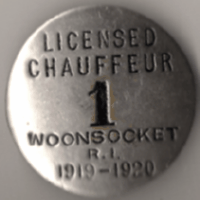 LICENSED
CHAUFFEUR
1
WOONSOCKET
R.I.
1919-1920